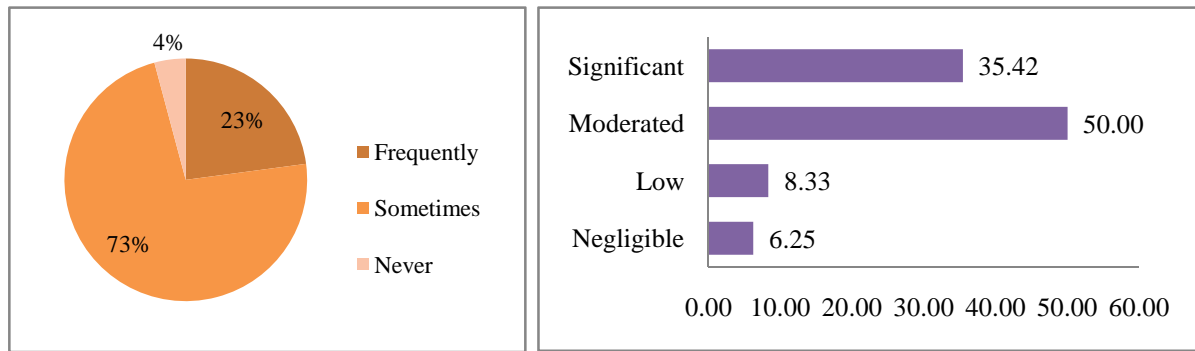 4%
23%
73%
Frequently
Sometimes
Never
Significant 35.42
Moderated 50.00
Low 8.33
Negligible 6.25
0.00 10.00 20.00 30.00 40.00 50.00 60.00